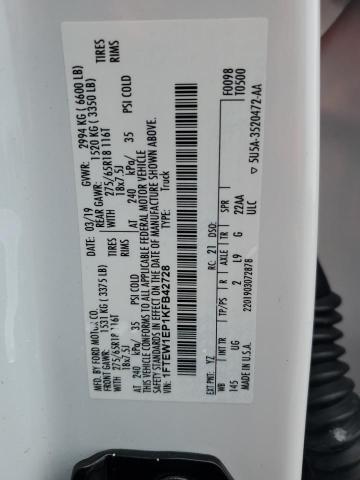 MFD. BY FORD MOTOR CO.
DATE: 03/19 GVWR: 2994 KG ( 6600 LB)
FRONT GAWR: 1531 KG ( 3375 LB) REAR GAWR: 1520 KG ( 3350 LB)
275/65R18 116T TIRES 275/65R18 116T TIRES
18x7.5J RIMS 18x7.5J RIMS
AT 240 kPa/ 35 PSI COLD AT 240 kPa/ 35 PSI COLD
THIS VEHICLE CONFORMS TO ALL APPLICABLE FEDERAL MOTOR VEHICLE
SAFETY STANDARDS IN EFFECT ON THE DATE OF MANUFACTURE SHOWN ABOVE.
VIN: 1FTEW1EP1KFB42728
TYPE: Truck
F0098
T0500
EXT PNT: YZ RC: 21 DSO:
WB TP/PS R AXLE TR SPR
145 UG 2 L9 G 22AA
ULC
2201903072878
▽ 5U5A-3520472-AA